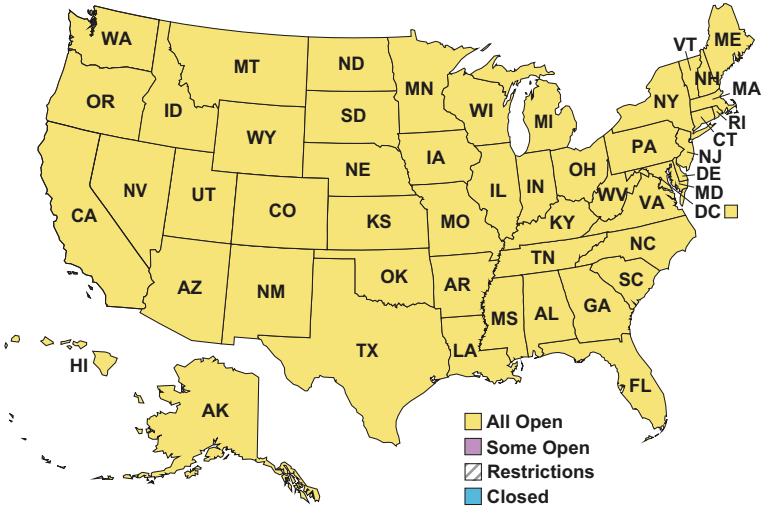 WA
MT
ND
MN
VT
ME
NH
MA
OR
ID
SD
WI
NY
RI
WY
MI
CT
IA
PA
NJ
NE
OH
DE
NV
UT
IL
IN
WV
MD
CA
CO
KS
MO
KY
VA
DC
TN
NC
AZ
NM
OK
AR
SC
MS
AL
GA
TX
LA
HI
FL
AK
All Open
Some Open
Restrictions
Closed